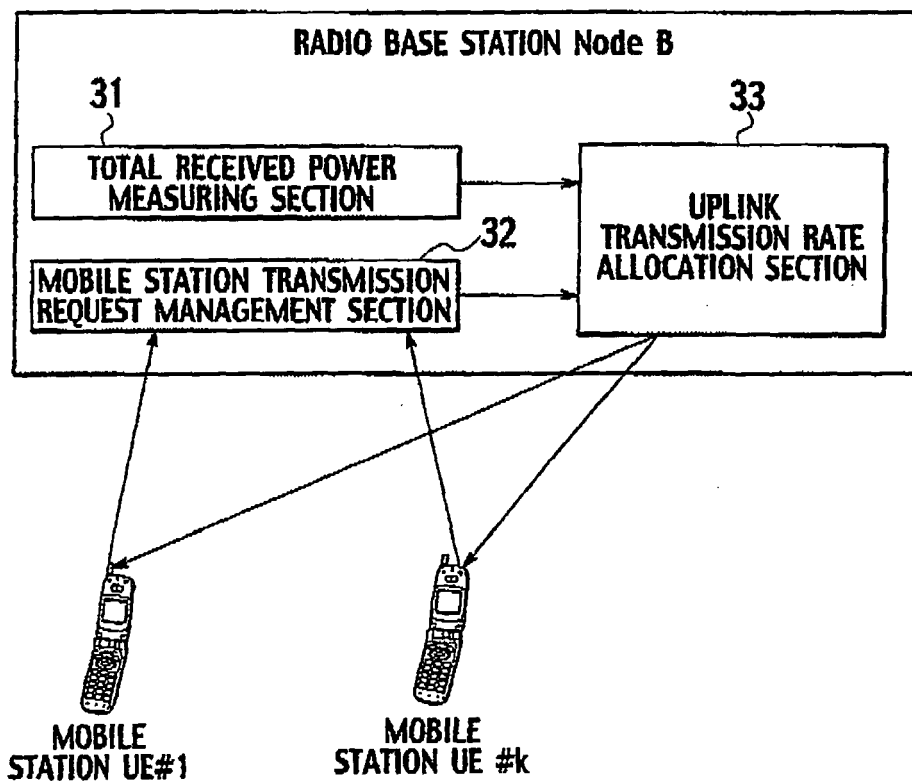 RADIO BASE STATION Node B
31
33
TOTAL RECEIVED POWER
MEASURING SECTION
32
MOBILE STATION TRANSMISSION
REQUEST MANAGEMENT SECTION
UPLINK
TRANSMISSION RATE
ALLOCATION SECTION
MOBILE
STATION UE#1
MOBILE
STATION UE #k